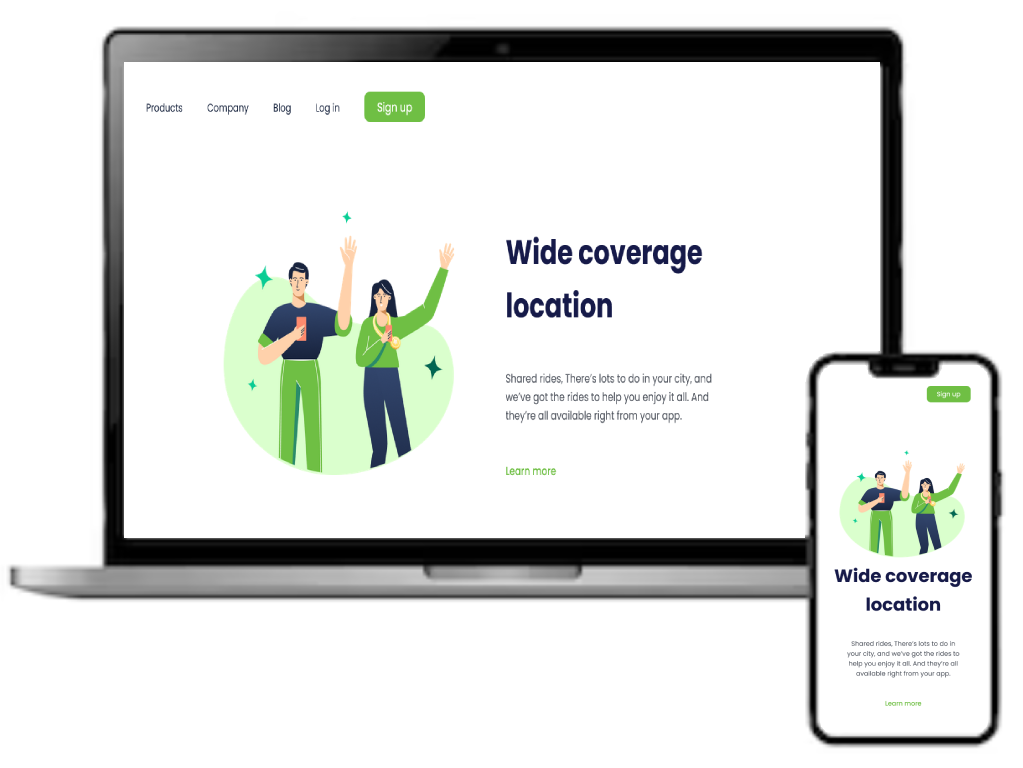 Products Company Blog Log in Sign up
Wide coverage
location
Shared rides, There's lots to do in your city, and
we've got the rides to help you enjoy it all. And
they're all available right from your app.
Learn more
Sign up
Wide coverage
location
Shared rides, There's lots to do in
your city, and we've got the rides to
help you enjoy it all. And they're all
available right from your app.
Learn more